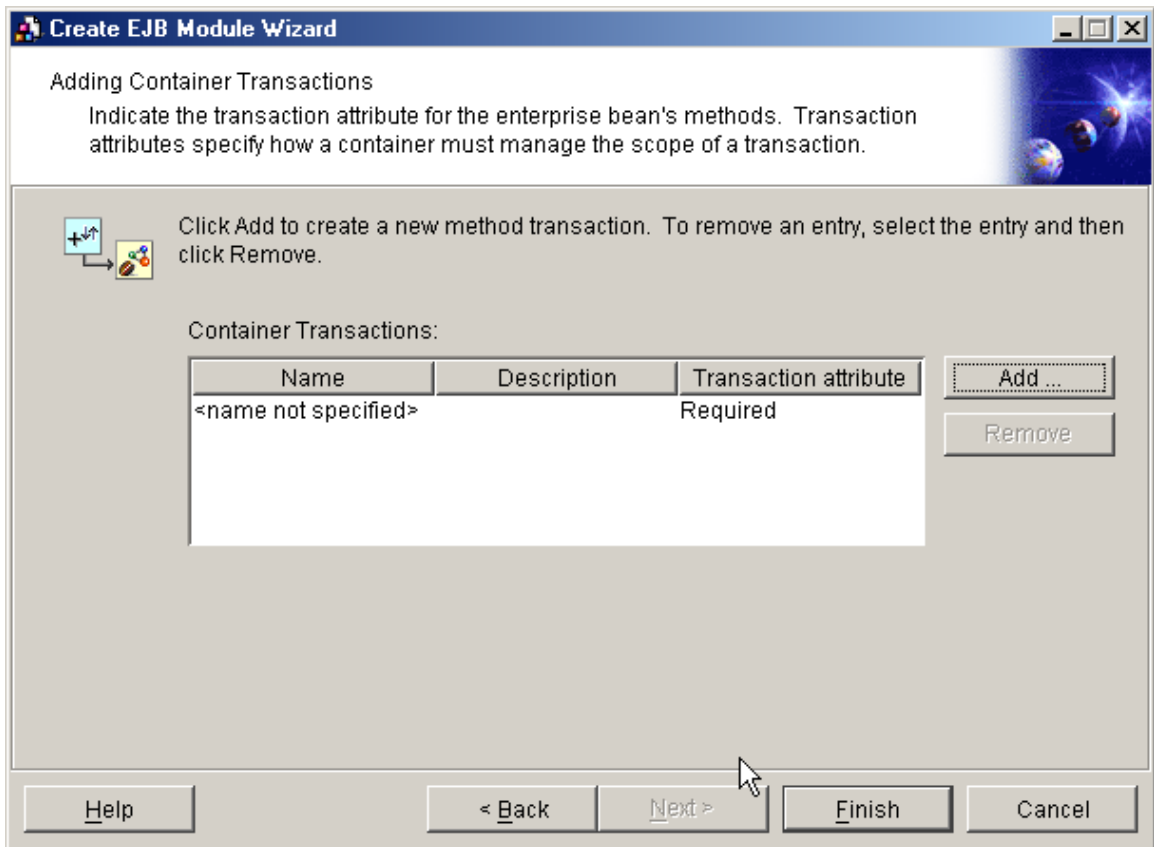 Create EJB Module Wizard
Adding Container Transactions
Indicate the transaction attribute for the enterprise bean's methods. Transaction
attributes specify how a container must manage the scope of a transaction.
Click Add to create a new method transaction. To remove an entry, select the entry and then
click Remove.
Container Transactions:
Name Description Transaction attribute
<name not specified> Required
Add ...
Remove
Help < Back Next > Finish Cancel